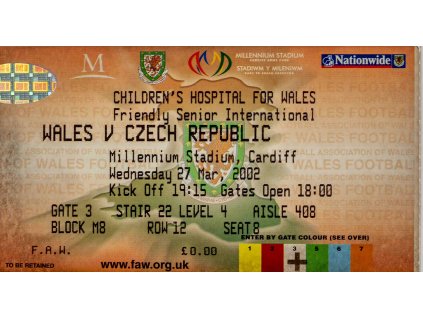 M
MILLENNIUM STADIUM
STADIWM Y MILENIWM
Nationwide
CHILDREN'S HOSPITAL FOR WALES
Friendly Senior International
WALES V CZECH REPUBLIC
Millennium Stadium, Cardiff
Wednesday 27 Mar, 2002
Kick Off 19:15 Gates Open 18:00
GATE 3 STAIR 22 LEVEL 4 AISLE 408
BLOCK M8 ROW 12 SEAT 8
ENTER BY GATE COLOUR (SEE OVER)
F.A.W. £0.00
1 2 3 4 5 6 7
TO BE RETAINED
www.faw.org.uk